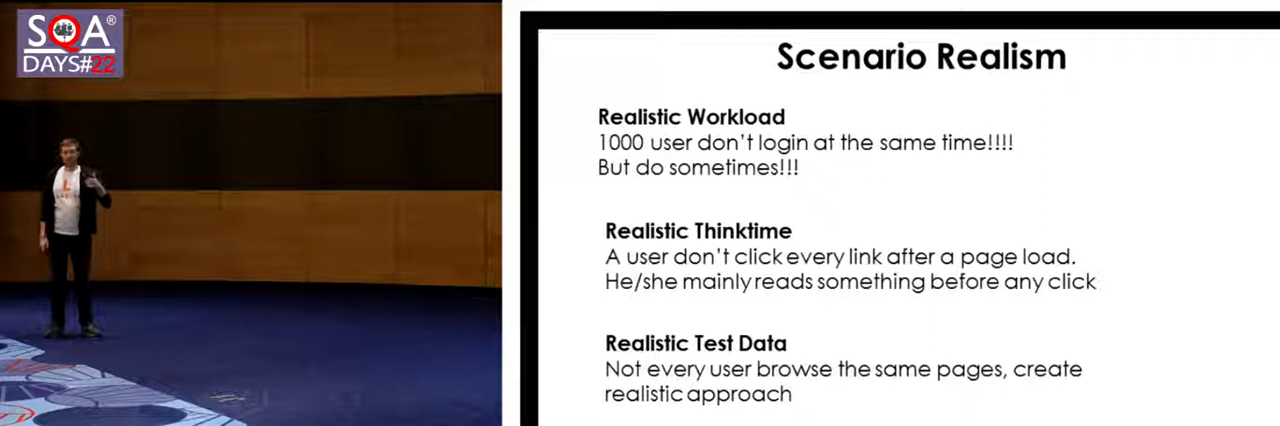 SQA®
DAYS#22
Scenario Realism
Realistic Workload
1000 user don't login at the same time!!!!
But do sometimes!!!
Realistic Thinktime
A user don't click every link after a page load.
He/she mainly reads something before any click
Realistic Test Data
Not every user browse the same pages, create
realistic approach